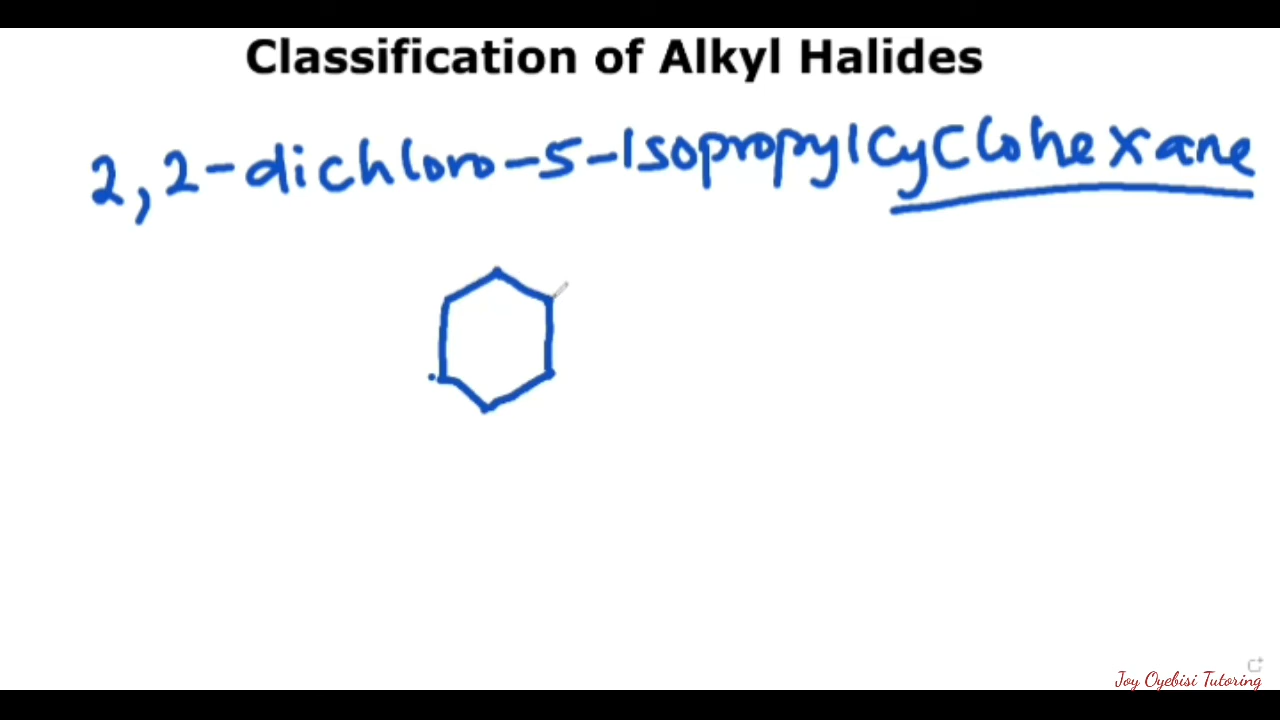 Classification of Alkyl Halides
2,2-dichloro-5-Isopropylcyclohexane
Joy Oyebisi Tutoring